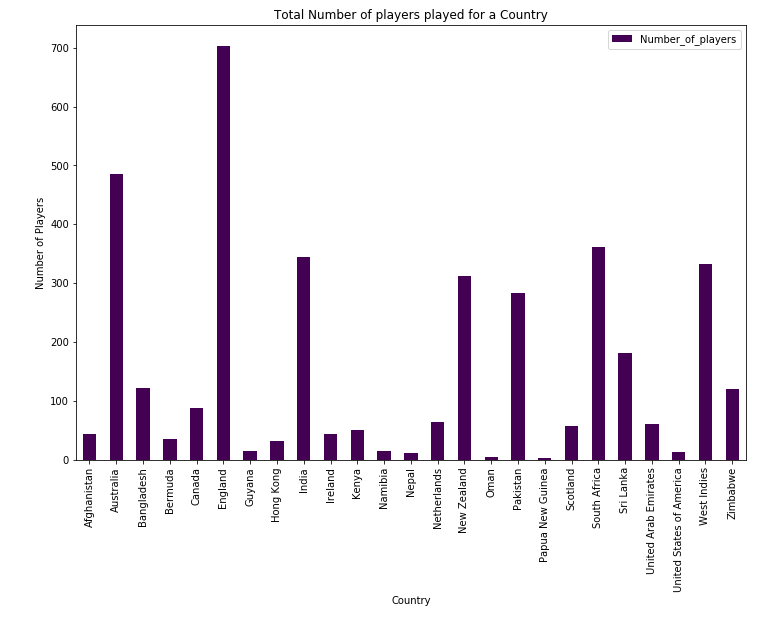 Total Number of players played for a Country
Number_of_players
Number of Players
700
600
500
400
300
200
100
0
Afghanistan
Australia
Bangladesh
Bermuda
Canada
England
Guyana
Hong Kong
India
Ireland
Kenya
Namibia
Nepal
Netherlands
New Zealand
Oman
Pakistan
Papua New Guinea
Scotland
South Africa
Sri Lanka
United Arab Emirates
United States of America
West Indies
Zimbabwe
Country